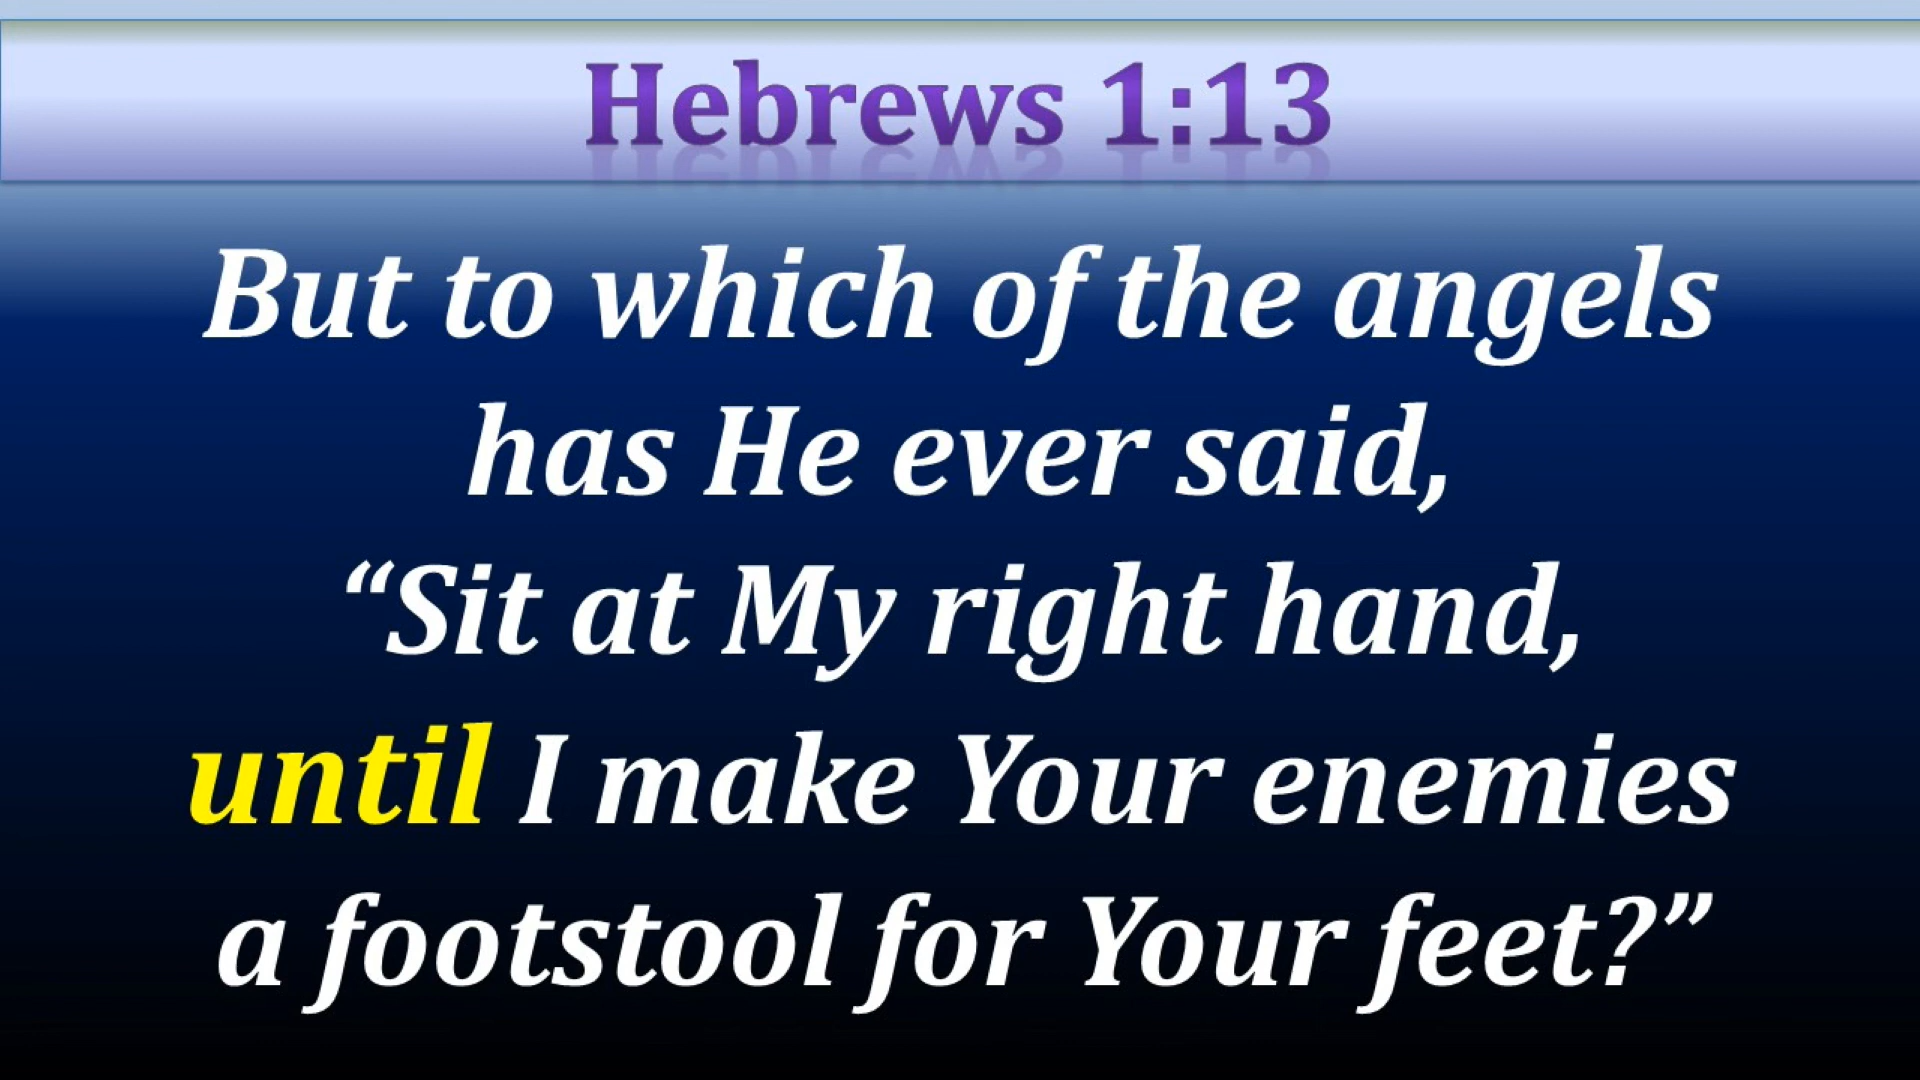 Hebrews 1:13
But to which of the angels
has He ever said,
“Sit at My right hand,
until I make Your enemies
a footstool for Your feet?”